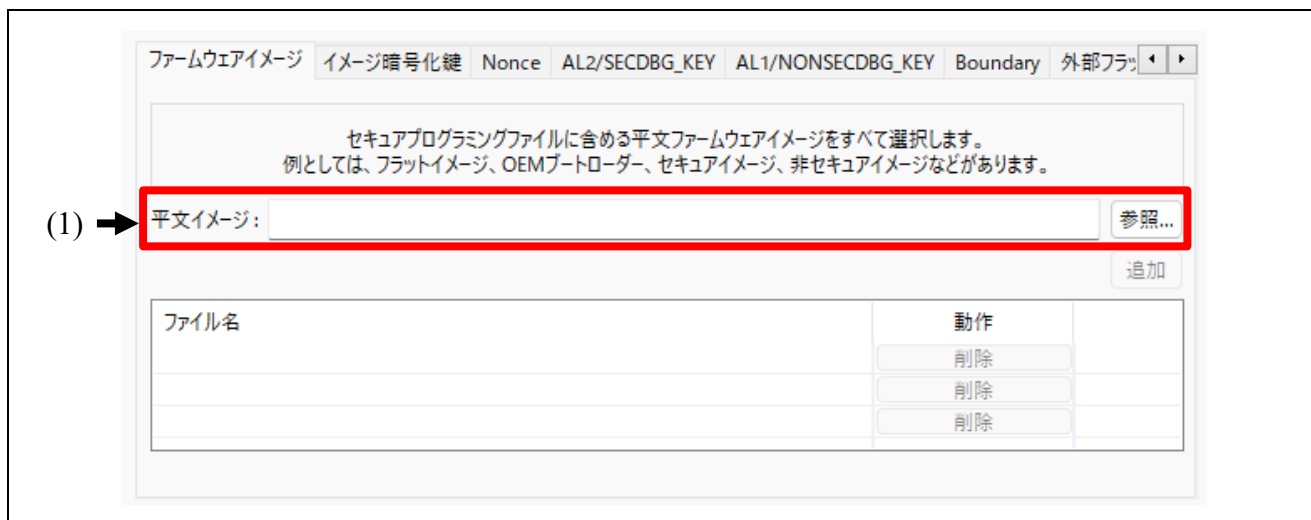 ファームウェアイメージ イメージ暗号化鍵 Nonce AL2/SECDBG_KEY AL1/NONSECDBG_KEY Boundary 外部フラッ
セキュアプログラミングファイルに含める平文ファームウェアイメージをすべて選択します。
例としては、フラットイメージ、OEMブートローダー、セキュアイメージ、非セキュアイメージなどがあります。
(1) 平文イメージ: 参照...
追加
ファイル名 動作
削除
削除
削除